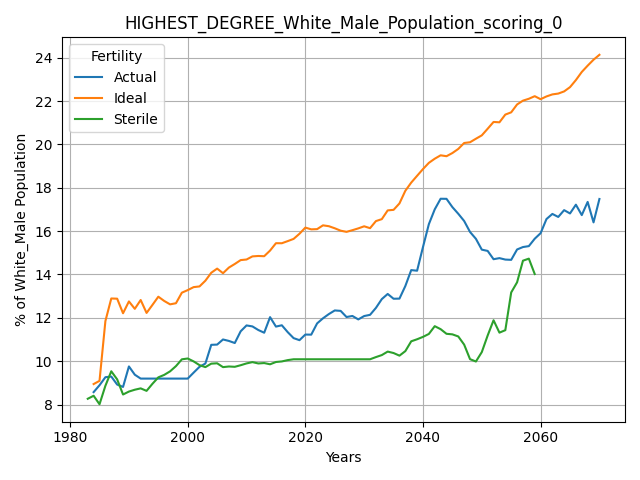 HIGHEST_DEGREE_White_Male_Population_scoring_0
Fertility
Actual
Ideal
Sterile
% of White_Male Population
24
22
20
18
16
14
12
10
8
1980
2000
2020
2040
2060
Years